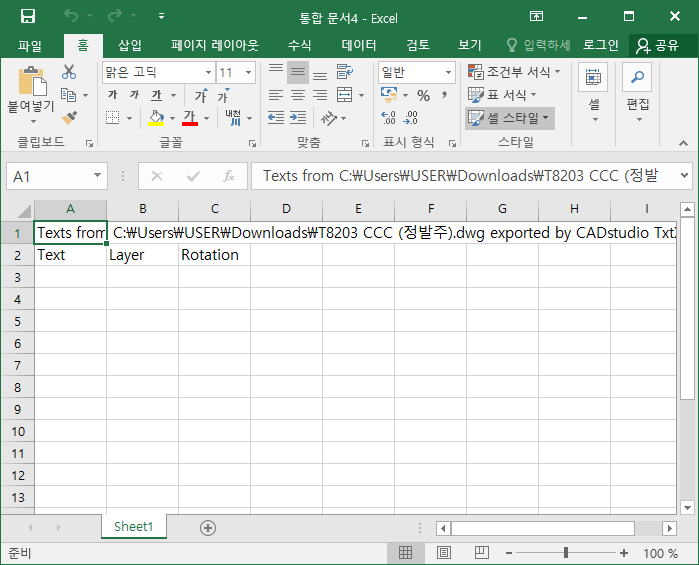 통합 문서4 - Excel
파일 홈 삽입 페이지 레이아웃 수식 데이터 검토 보기 입력하세 로그인 공유
붙여넣기
클립보드
맑은 고딕 11
가 가 가 가 가
가 내천
글꼴
맞춤
일반
% ,
.00 .0
표시 형식
조건부 서식
표 서식
셀 스타일
스타일
셀
편집
A1 fx Texts from C:₩Users₩USER₩Downloads₩T8203 CCC (정발
A B C D E F G H I
1 Texts from C:₩Users₩USER₩Downloads₩T8203 CCC (정발주).dwg exported by CADstudio TxtX
2 Text Layer Rotation
3
4
5
6
7
8
9
10
11
12
13
Sheet1
준비 100 %